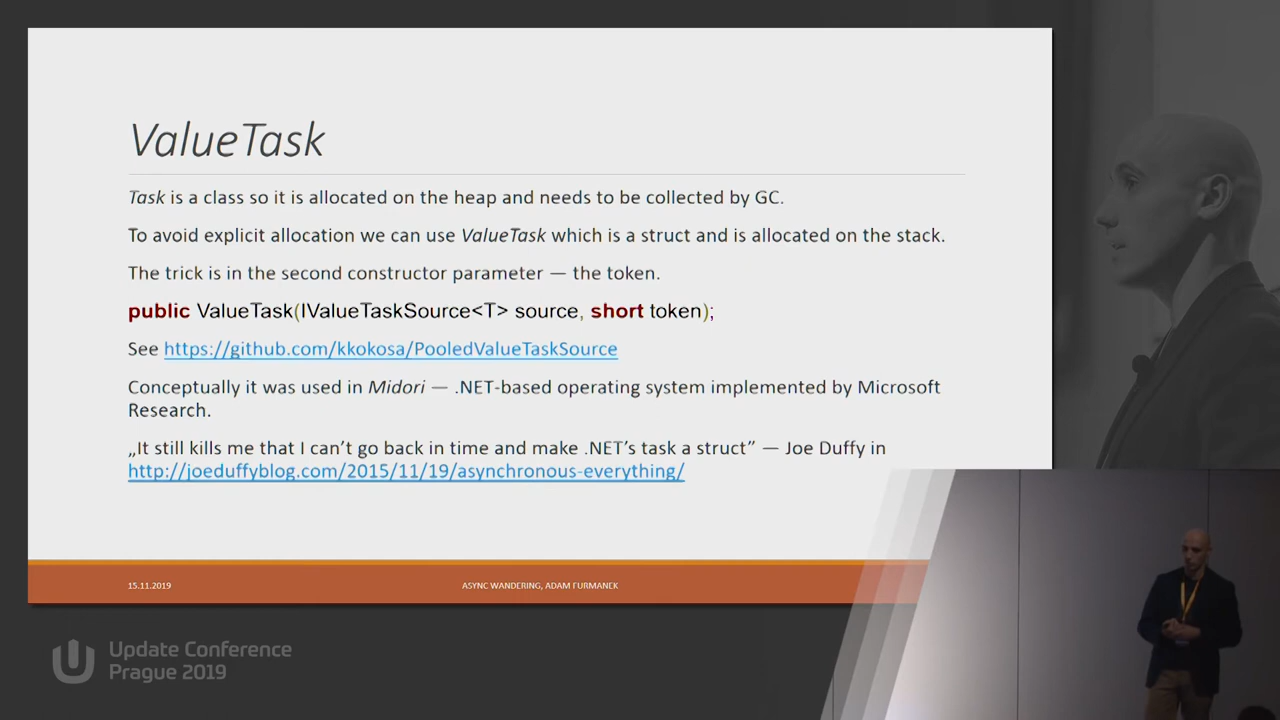 ValueTask
Task is a class so it is allocated on the heap and needs to be collected by GC.
To avoid explicit allocation we can use ValueTask which is a struct and is allocated on the stack.
The trick is in the second constructor parameter — the token.
public ValueTask(IValueTaskSource<T> source, short token);
See https://github.com/kkokosa/PooledValueTaskSource
Conceptually it was used in Midori — .NET-based operating system implemented by Microsoft
Research.
„It still kills me that I can’t go back in time and make .NET’s task a struct” — Joe Duffy in
http://joeduffyblog.com/2015/11/19/asynchronous-everything/
15.11.2019
ASYNC WANDERING, ADAM FURMANEK
Update Conference
Prague 2019